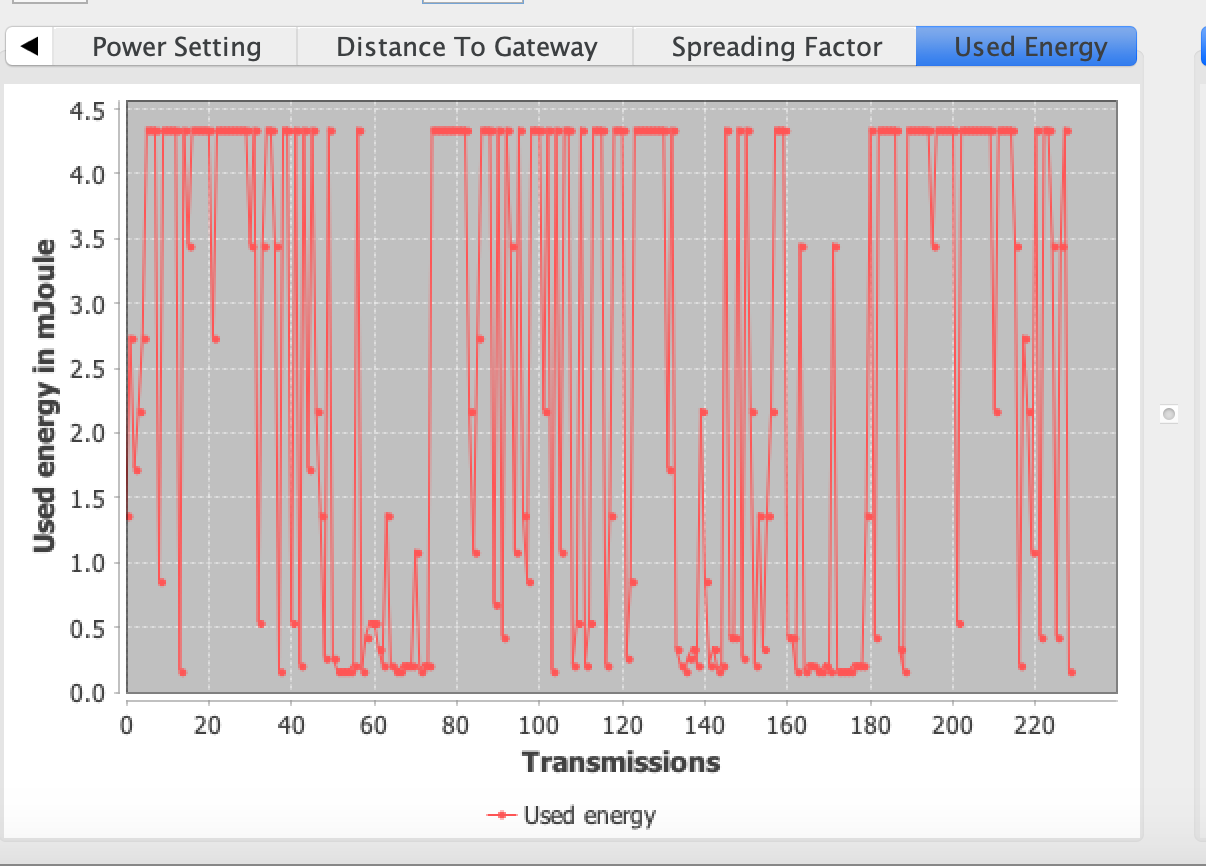 Power Setting
Distance To Gateway
Spreading Factor
Used Energy
4.5
4.0
3.5
3.0
2.5
2.0
1.5
1.0
0.5
0.0
Used energy in mJoule
0 20 40 60 80 100 120 140 160 180 200 220
Transmissions
Used energy